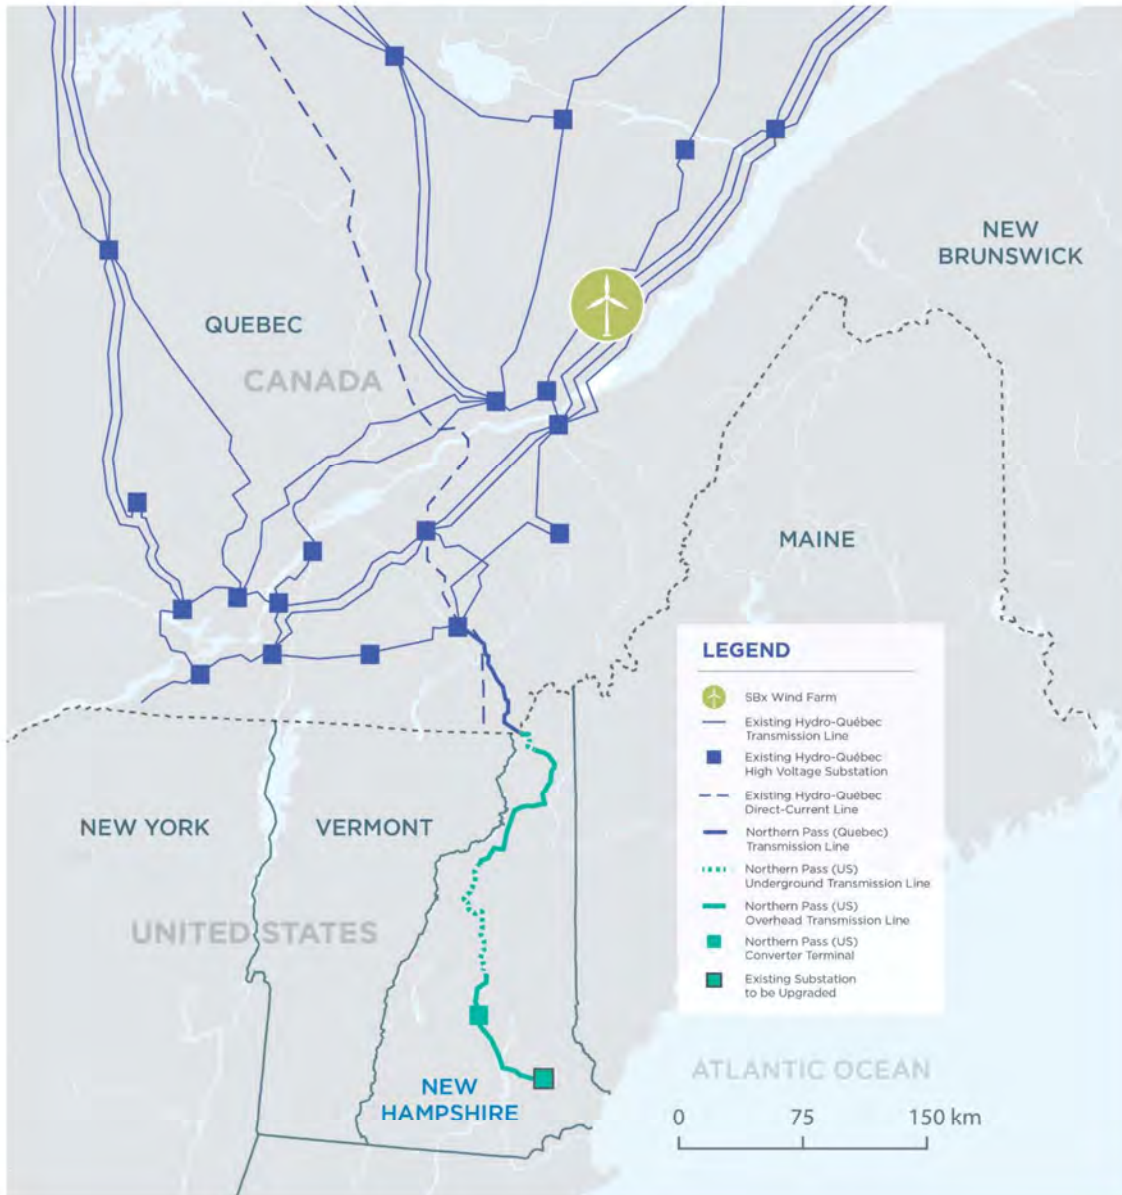 NEW
BRUNSWICK
QUEBEC
CANADA
MAINE
LEGEND
SBx Wind Farm
Existing Hydro-Québec
Transmission Line
Existing Hydro-Québec
High Voltage Substation
Existing Hydro-Québec
Direct-Current Line
Northern Pass (Quebec)
Transmission Line
Northern Pass (US)
Underground Transmission Line
Northern Pass (US)
Overhead Transmission Line
Northern Pass (US)
Converter Terminal
Existing Substation
to be Upgraded
NEW YORK
VERMONT
UNITED STATES
NEW
HAMPSHIRE
ATLANTIC OCEAN
0 75 150 km